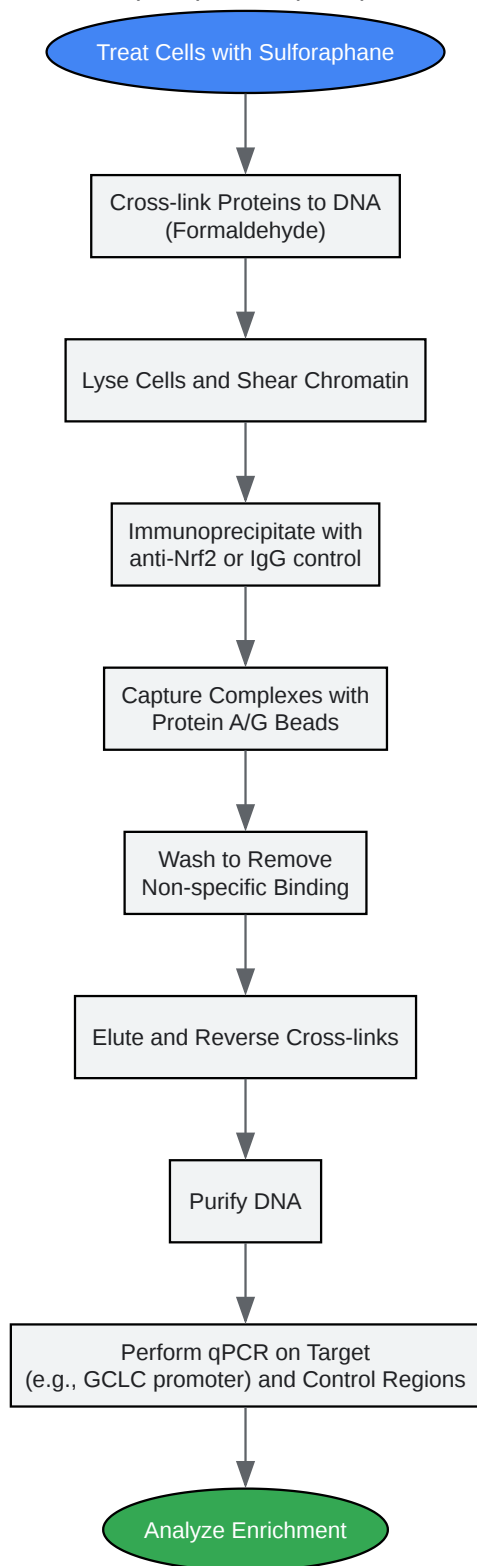 Treat Cells with Sulforaphane
Cross-link Proteins to DNA
(Formaldehyde)
Lyse Cells and Shear Chromatin
Immunoprecipitate with
anti-Nrf2 or IgG control
Capture Complexes with
Protein A/G Beads
Wash to Remove
Non-specific Binding
Elute and Reverse Cross-links
Purify DNA
Perform qPCR on Target
(e.g., GCLC promoter) and Control Regions
Analyze Enrichment